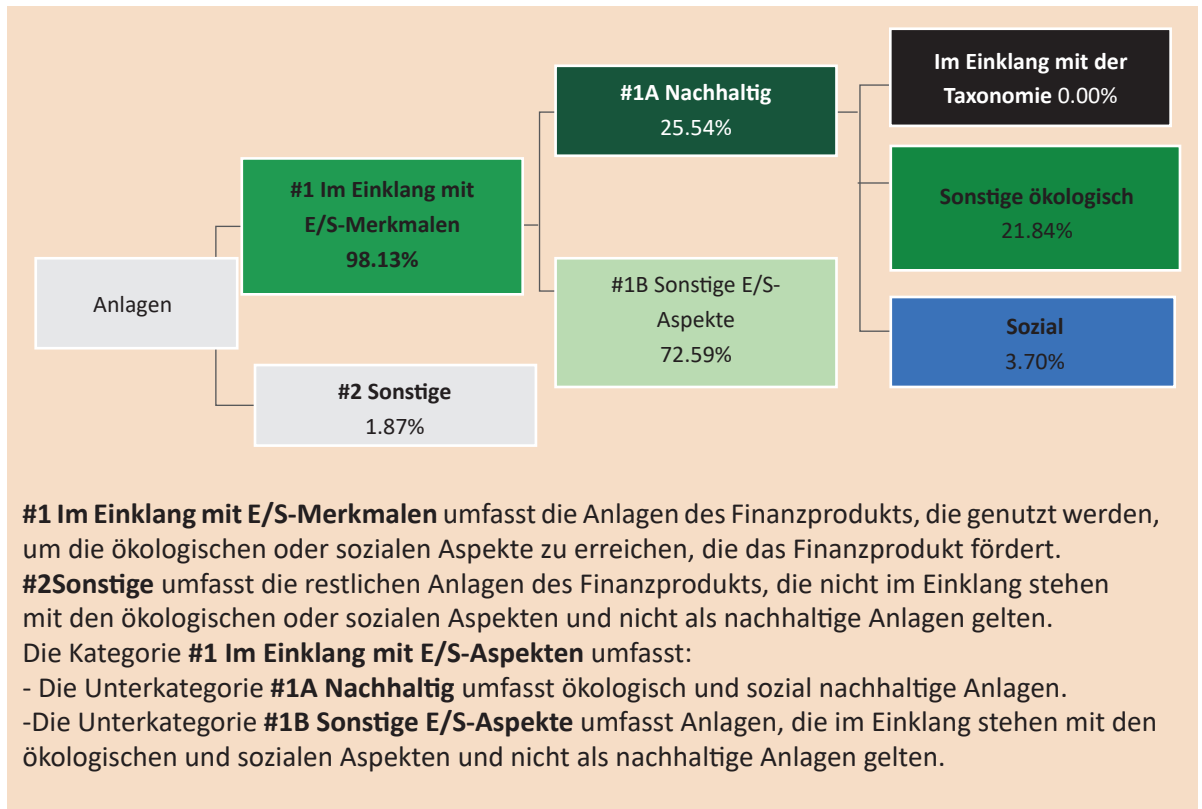 Anlagen
#1 Im Einklang mit
E/S-Merkmalen
98.13%
#2 Sonstige
1.87%
#1A Nachhaltig
25.54%
#1B Sonstige E/S-
Aspekte
72.59%
Im Einklang mit der
Taxonomie 0.00%
Sonstige ökologisch
21.84%
Sozial
3.70%
#1 Im Einklang mit E/S-Merkmalen umfasst die Anlagen des Finanzprodukts, die genutzt werden,
um die ökologischen oder sozialen Aspekte zu erreichen, die das Finanzprodukt fördert.
#2Sonstige umfasst die restlichen Anlagen des Finanzprodukts, die nicht im Einklang stehen
mit den ökologischen oder sozialen Aspekten und nicht als nachhaltige Anlagen gelten.
Die Kategorie #1 Im Einklang mit E/S-Aspekten umfasst:
- Die Unterkategorie #1A Nachhaltig umfasst ökologisch und sozial nachhaltige Anlagen.
-Die Unterkategorie #1B Sonstige E/S-Aspekte umfasst Anlagen, die im Einklang stehen mit den
ökologischen und sozialen Aspekten und nicht als nachhaltige Anlagen gelten.